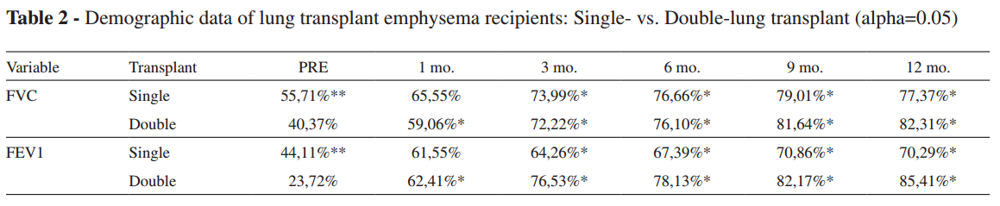 Table 2 - Demographic data of lung transplant emphysema recipients: Single- vs. Double-lung transplant (alpha=0.05)
Variable Transplant PRE 1 mo. 3 mo. 6 mo. 9 mo. 12 mo.
FVC Single 55,71%** 65,55% 73,99%* 76,66%* 79,01%* 77,37%*
Double 40,37% 59,06%* 72,22%* 76,10%* 81,64%* 82,31%*
FEV1 Single 44,11%** 61,55% 64,26%* 67,39%* 70,86%* 70,29%*
Double 23,72% 62,41%* 76,53%* 78,13%* 82,17%* 85,41%*